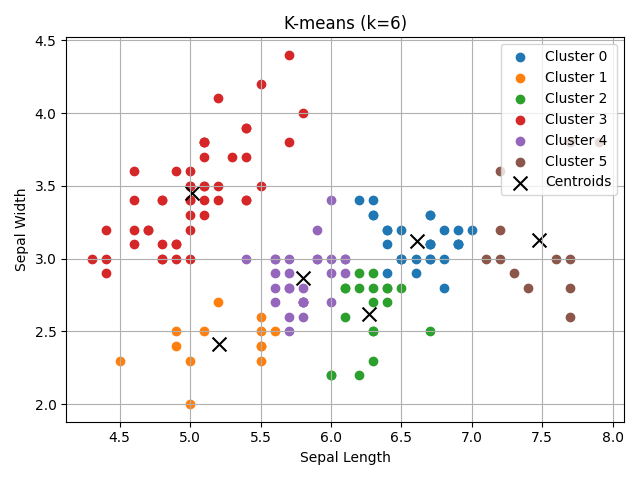 K-means (k=6)
4.5
4.0
3.5
3.0
2.5
2.0
Sepal Width
Cluster 0
Cluster 1
Cluster 2
Cluster 3
Cluster 4
Cluster 5
Centroids
4.5 5.0 5.5 6.0 6.5 7.0 7.5 8.0
Sepal Length